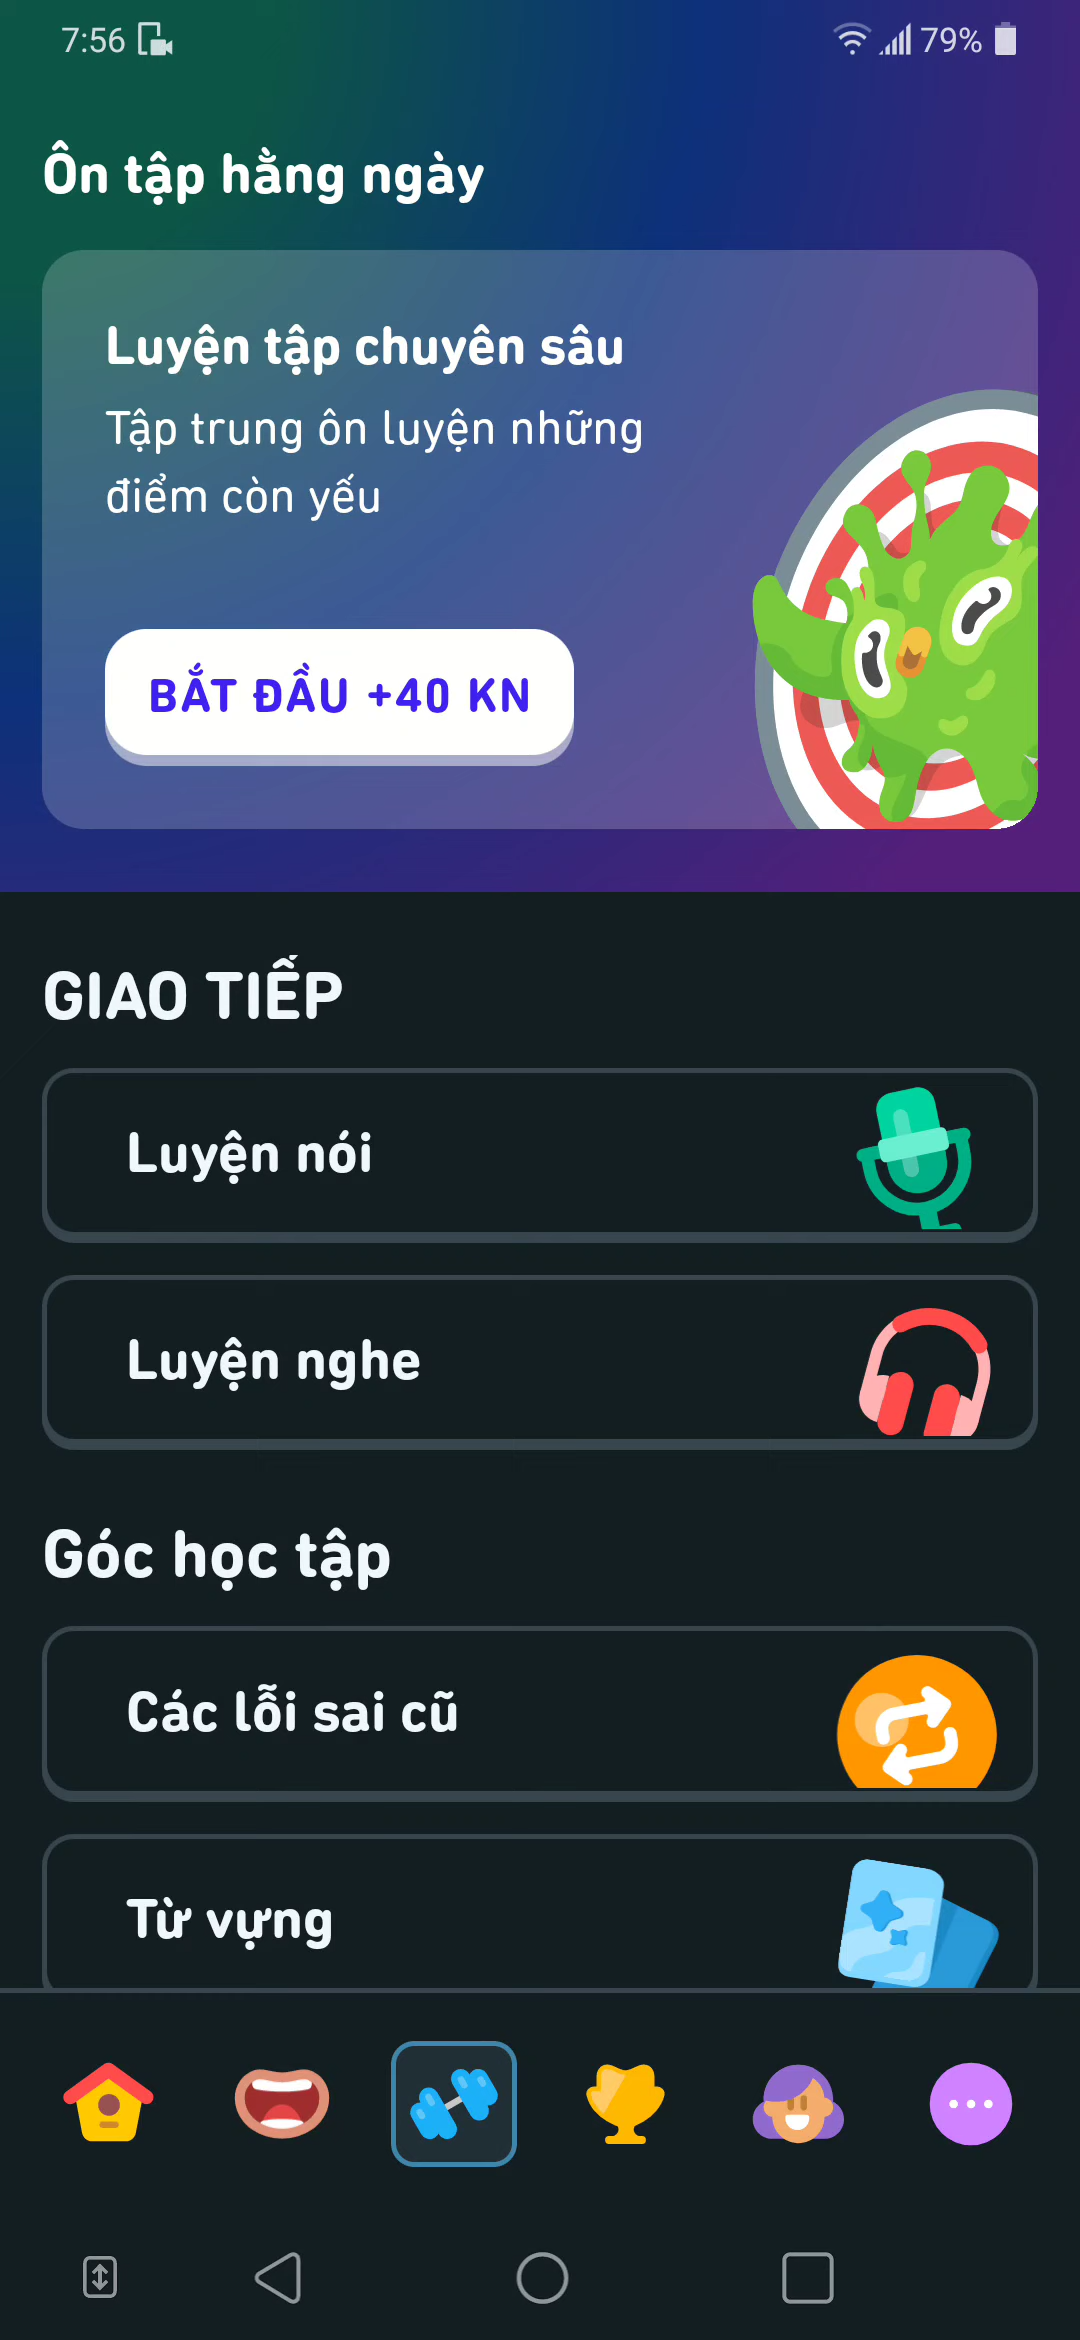 7:56
79%
Ôn tập hằng ngày
Luyện tập chuyên sâu
Tập trung ôn luyện những
điểm còn yếu
BẮT ĐẦU +40 KN
GIAO TIẾP
Luyện nói
Luyện nghe
Góc học tập
Các lỗi sai cũ
Từ vựng